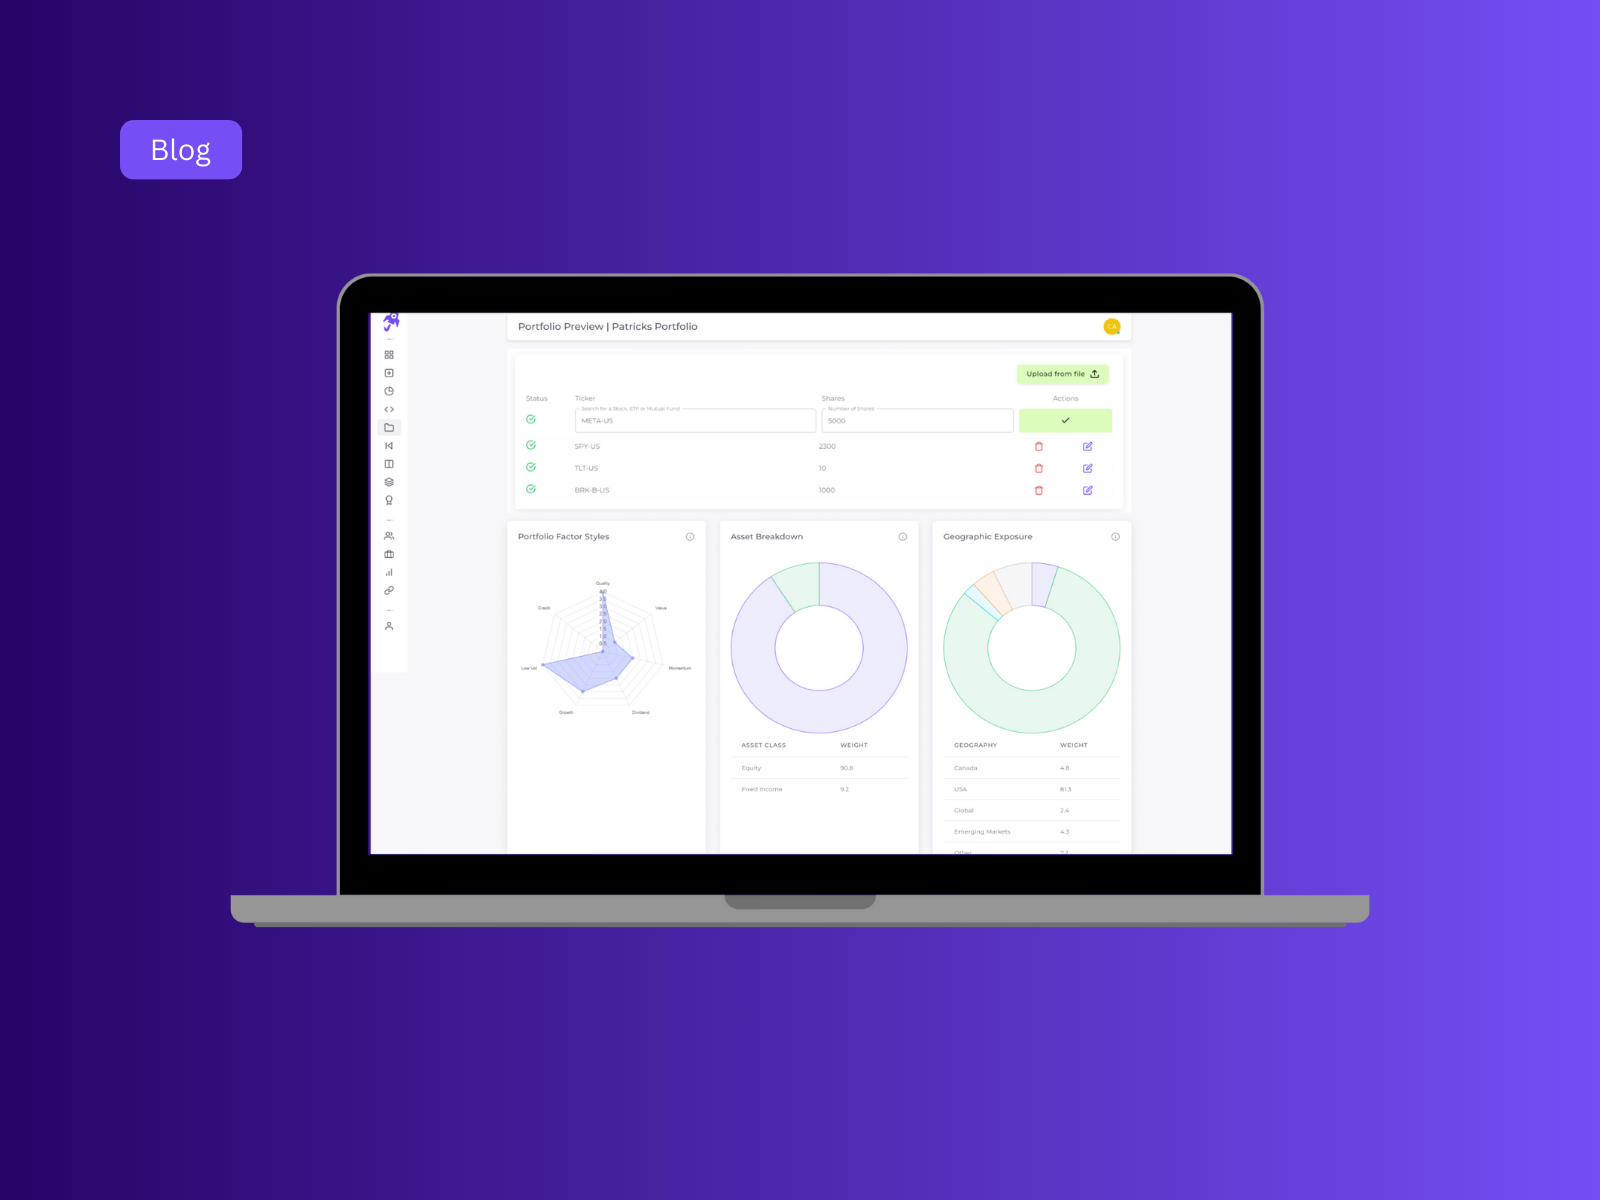 Blog
Portfolio Preview | Patricks Portfolio
CA
Upload from file
Status Ticker Shares Actions
Search for a Stock, ETF or Mutual Fund Number of Shares
META-US 5000
SPY-US 2300
TLT-US 10
BRK-B-US 1000
Portfolio Factor Styles
Quality
4.0
3.5
3.0
2.5
2.0
1.5
1.0
0.5
Credit Value
Low Vol Momentum
Growth Dividend
Asset Breakdown
ASSET CLASS WEIGHT
Equity 90.8
Fixed Income 9.2
Geographic Exposure
GEOGRAPHY WEIGHT
Canada 4.8
USA 81.3
Global 2.4
Emerging Markets 4.3
Other